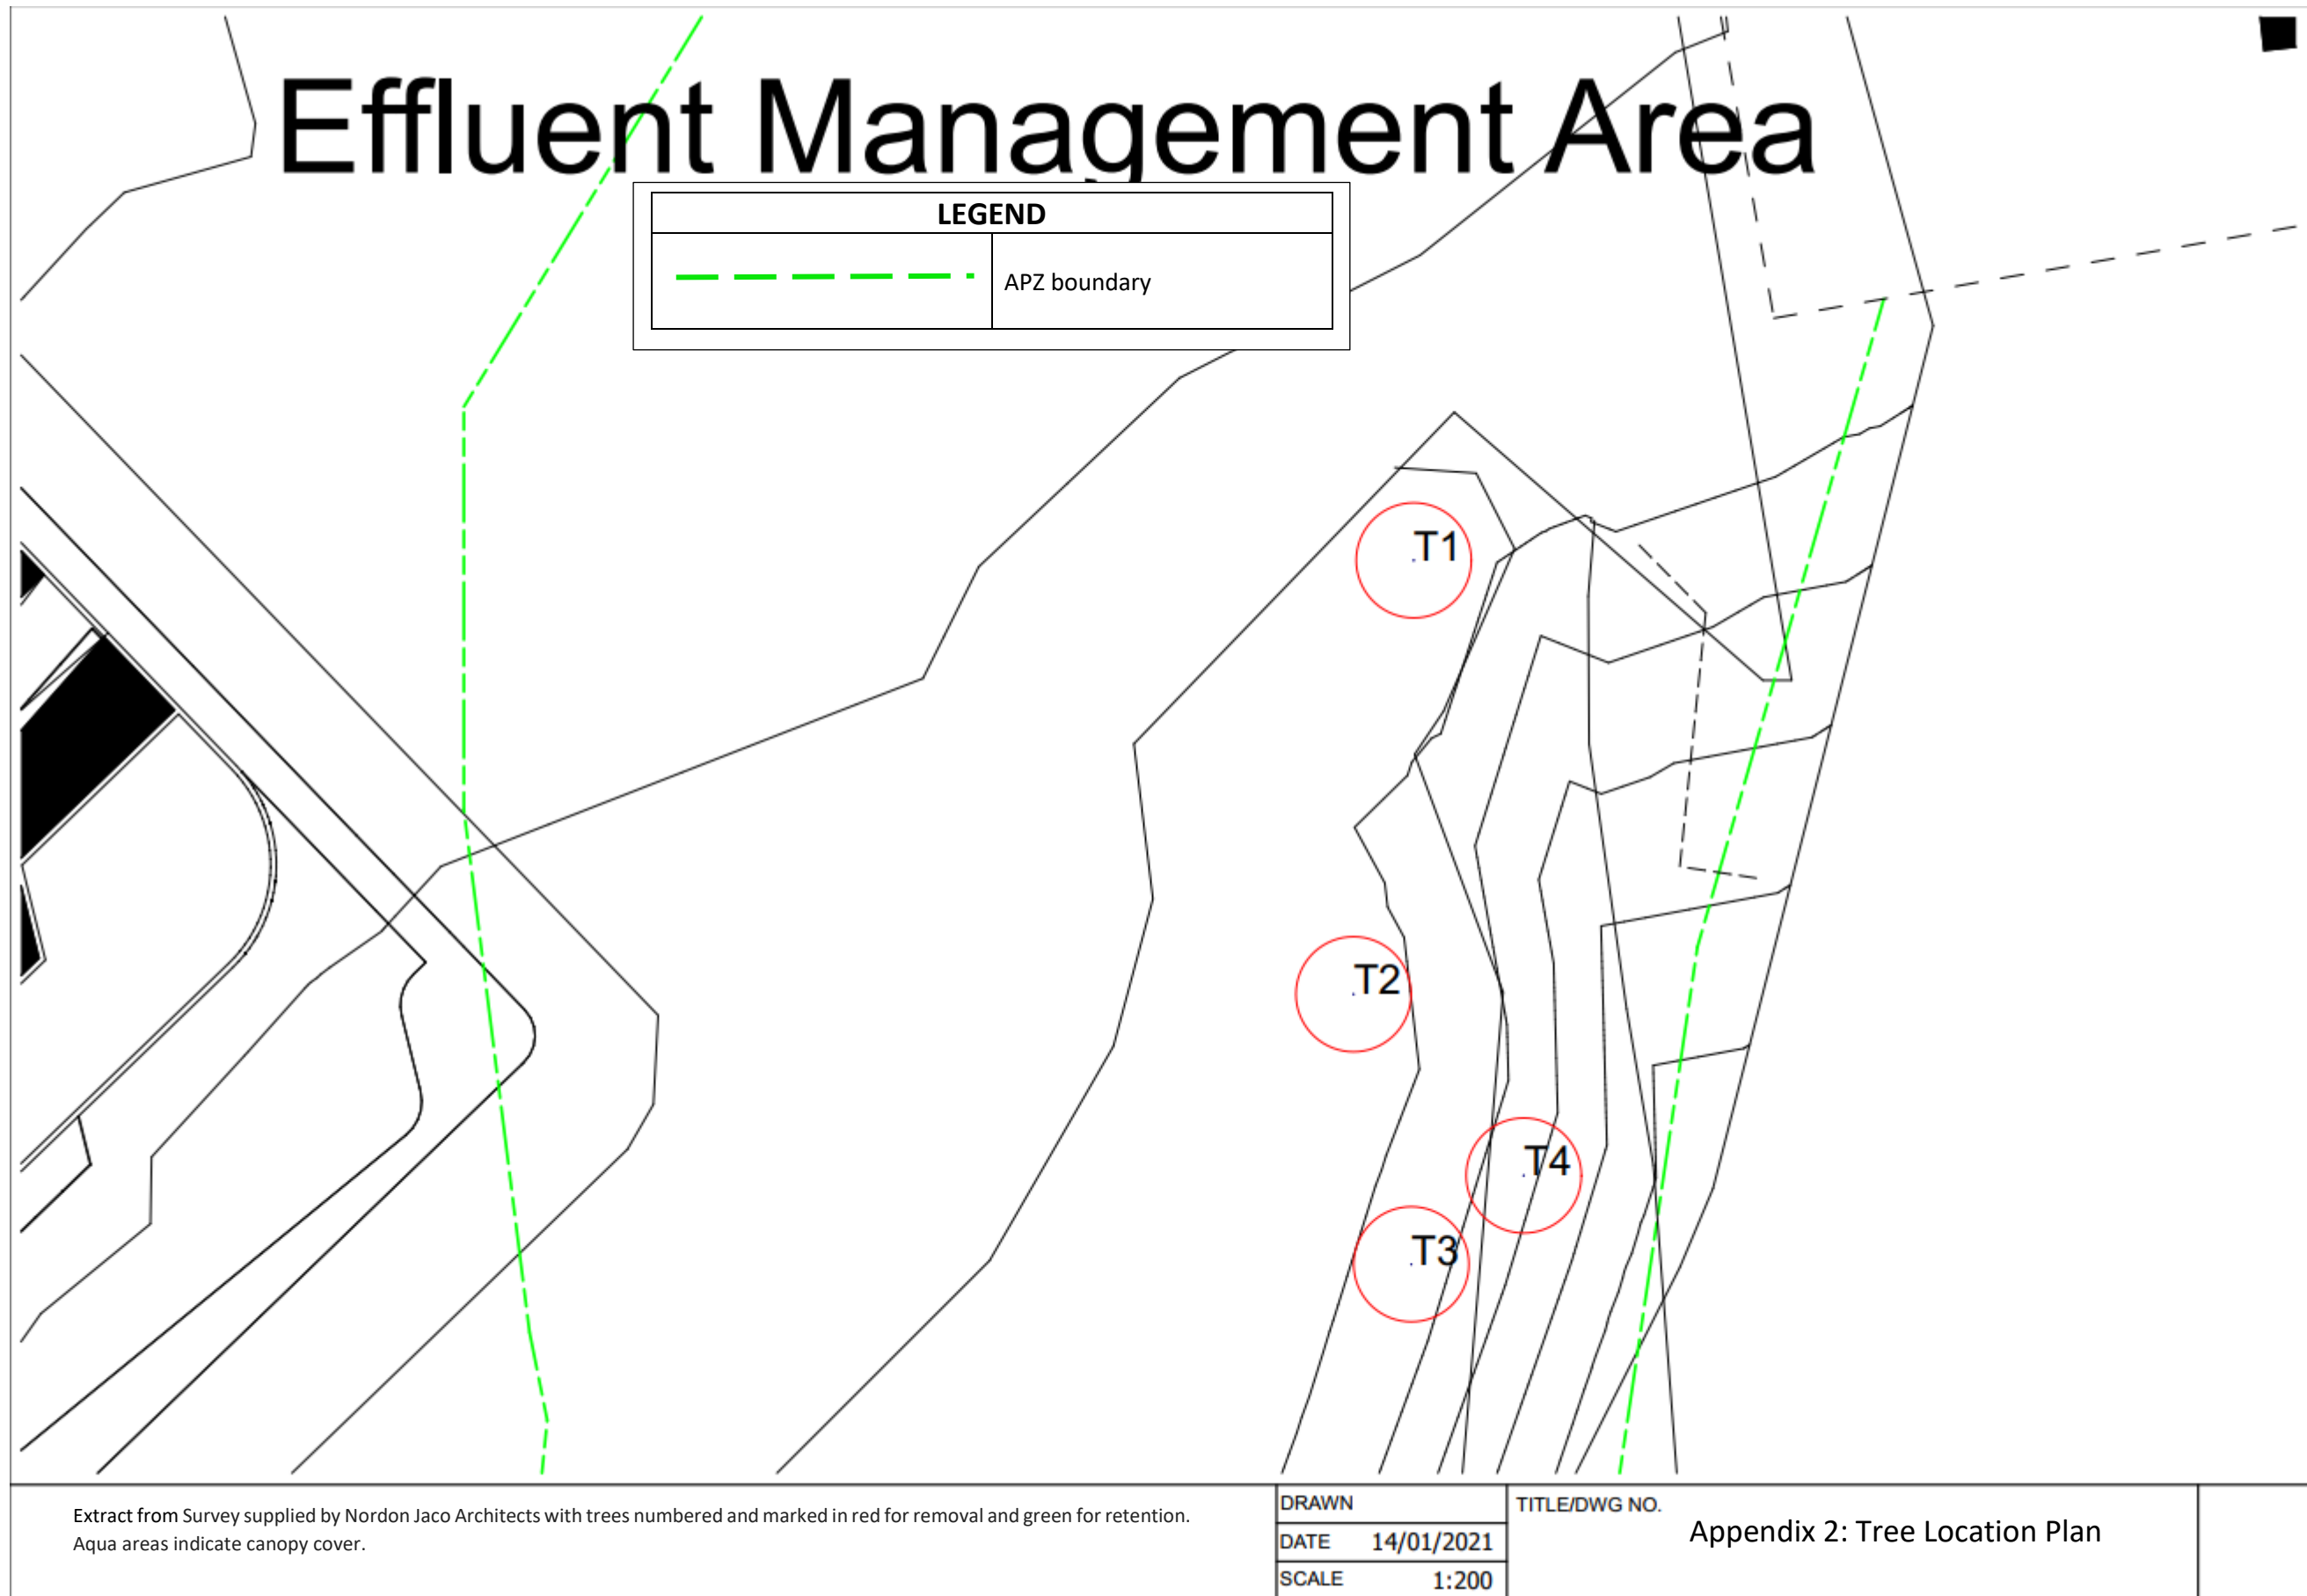 Effluent Management Area
LEGEND
APZ boundary
T1
T2
T4
T3
Extract from Survey supplied by Nordon Jaco Architects with trees numbered and marked in red for removal and green for retention.
Aqua areas indicate canopy cover.
DRAWN
DATE 14/01/2021
SCALE 1:200
TITLE/DWG NO.
Appendix 2: Tree Location Plan